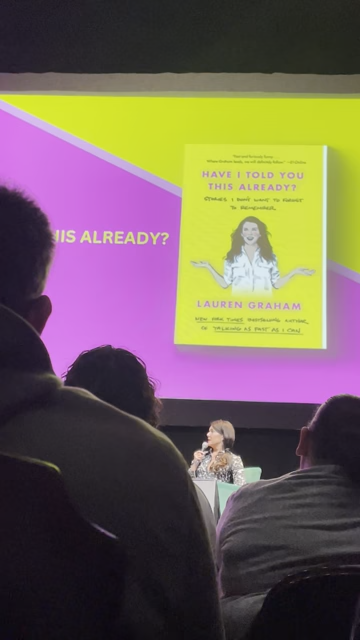 HIS ALREADY?
HAVE I TOLD YOU
THIS ALREADY?
STORIES I DON'T WANT TO FORGET
TO REMEMBER
LAUREN GRAHAM
NEW YORK TIMES BESTSELLING AUTHOR
OF TALKING AS FAST AS I CAN